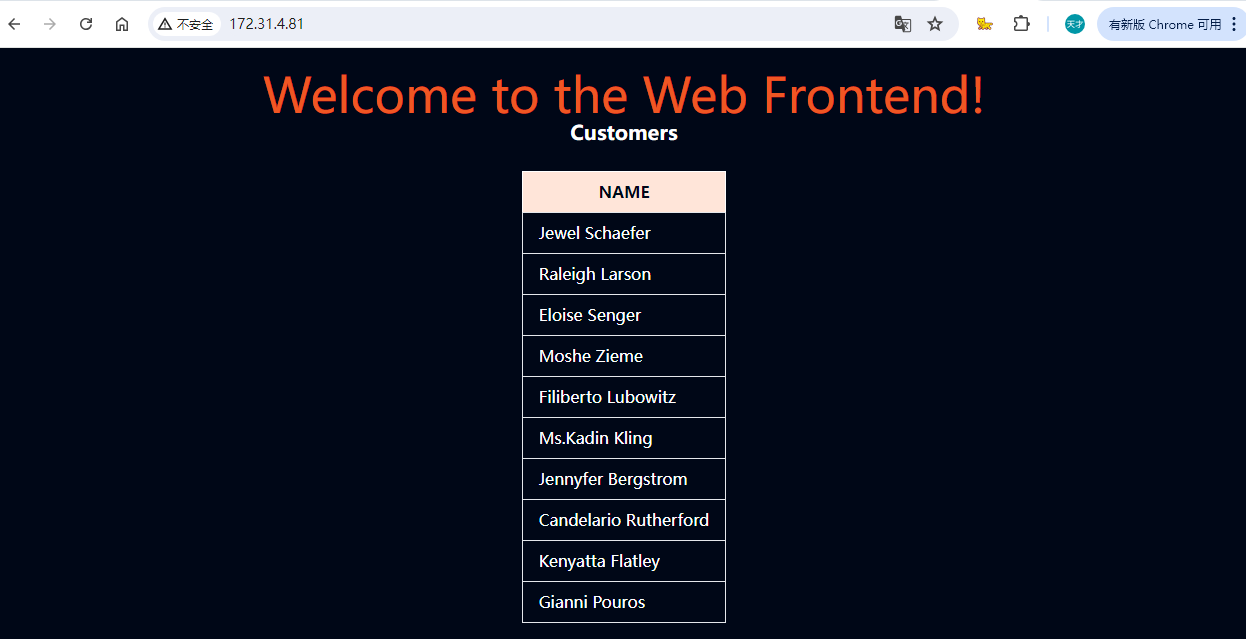 不安全 172.31.4.81 天才 有新版 Chrome 可用
Welcome to the Web Frontend!
Customers
NAME
Jewel Schaefer
Raleigh Larson
Eloise Senger
Moshe Zieme
Filiberto Lubowitz
Ms.Kadin Kling
Jennyfer Bergstrom
Candelario Rutherford
Kenyatta Flatley
Gianni Pouros